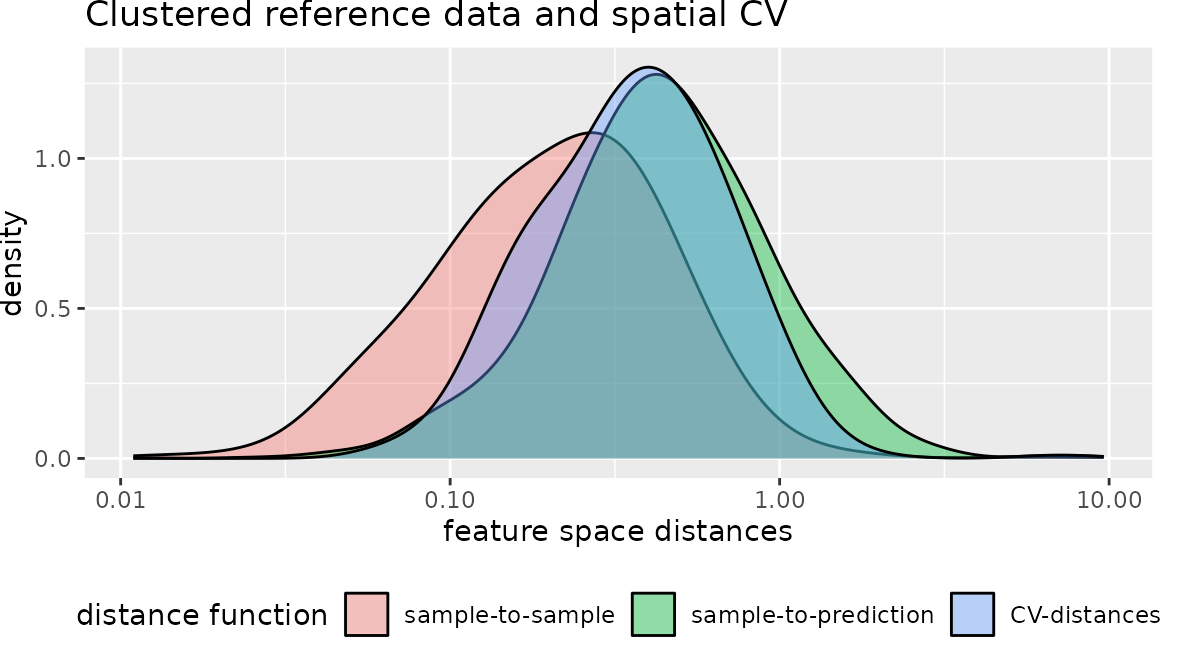 Clustered reference data and spatial CV
density
1.0
0.5
0.0
0.01 0.10 1.00 10.00
feature space distances
distance function sample-to-sample sample-to-prediction CV-distances